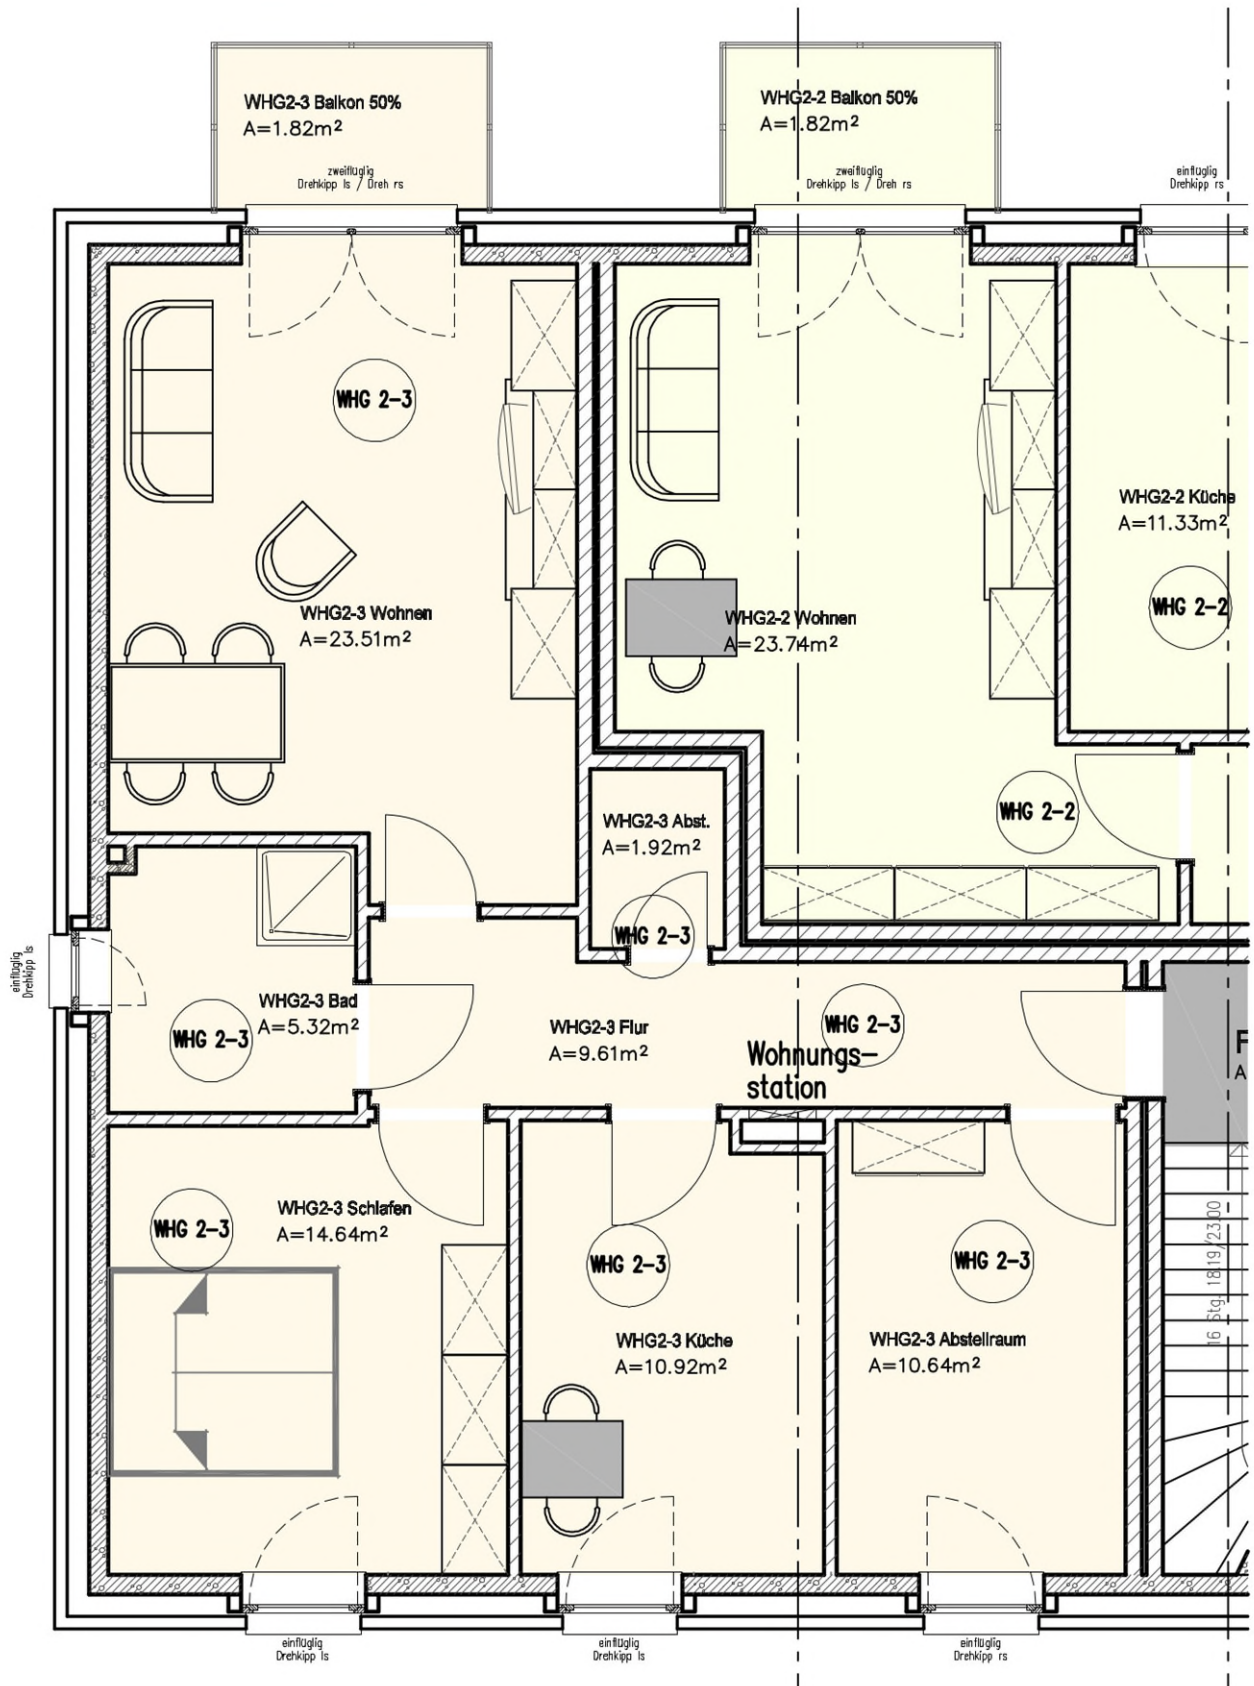 WHG2-3 Balkon 50%
A=1.82m²
zweiflüglig
Drehkipp ls / Dreh rs
WHG2-2 Balkon 50%
A=1.82m²
zweiflüglig
Drehkipp ls / Dreh rs
einflüglig
Drehkipp rs
WHG 2-3
WHG2-3 Wohnen
A=23.51m²
WHG2-2 Wohnen
A=23.74m²
WHG2-2 Küche
A=11.33m²
WHG 2-2
WHG 2-2
WHG2-3 Abst.
A=1.92m²
WHG 2-3
einflüglig
Drehkipp ls
WHG2-3 Bad
A=5.32m²
WHG 2-3
WHG2-3 Flur
A=9.61m²
WHG 2-3
Wohnungs-
station
F
A
WHG2-3 Schlafen
A=14.64m²
WHG 2-3
WHG 2-3
WHG2-3 Küche
A=10.92m²
WHG 2-3
WHG2-3 Abstellraum
A=10.64m²
16 Stg. 18.19/23.00
einflüglig
Drehkipp ls
einflüglig
Drehkipp ls
einflüglig
Drehkipp rs